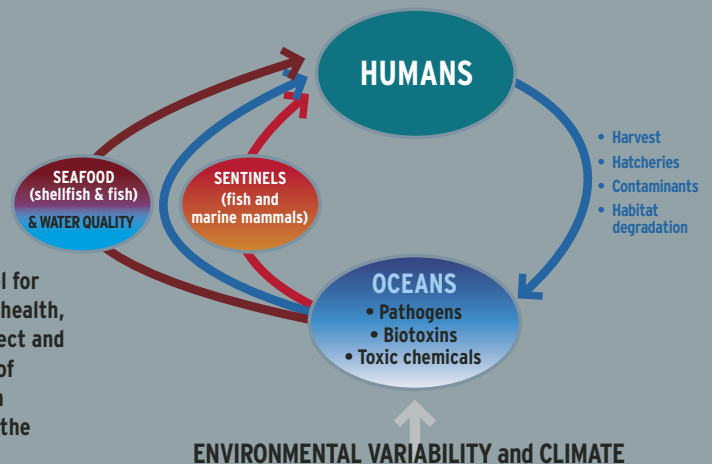 HUMANS
• Harvest
• Hatcheries
• Contaminants
• Habitat
degradation
SEAFOOD
(shellfish & fish)
& WATER QUALITY
SENTINELS
(fish and
marine mammals)
OCEANS
• Pathogens
• Biotoxins
• Toxic chemicals
for
health,
and
of
the
ENVIRONMENTAL VARIABILITY and CLIMATE